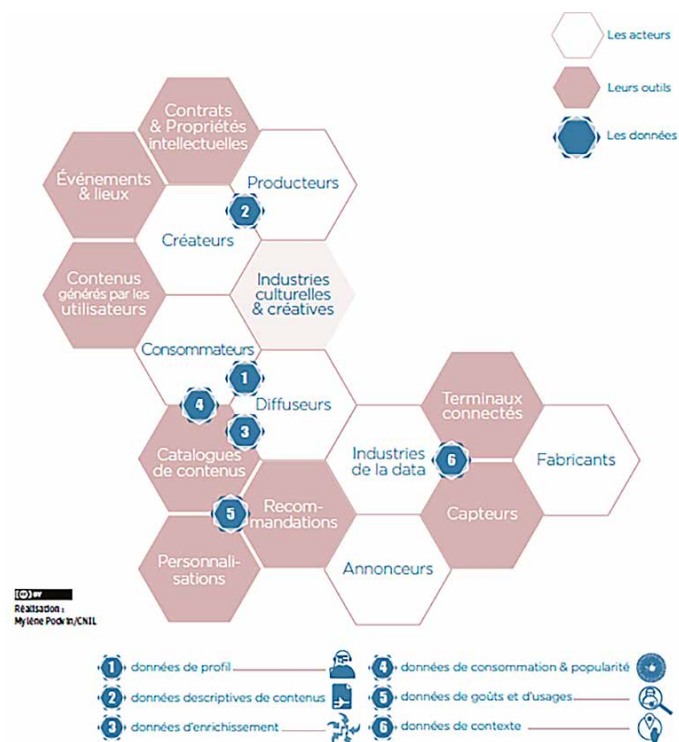 Les acteurs
Leurs outils
Les données
Contrats
& Propriétés
intellectuelles
Événements
& lieux
Producteurs
2
Créateurs
Contenus
générés par les
utilisateurs
Industries
culturelles
& créatives
Consommateurs
1
4
Diffuseurs
3
Catalogues
de contenus
Terminaux
connectés
Industries
de la data
6
Fabricants
5
Recom-
mandations
Capteurs
Personnali-
sations
Annonceurs
(cc) BY
Réalisation :
Mylène Podvin/CNIL
1 données de profil
2 données descriptives de contenus
3 données d'enrichissement
4 données de consommation & popularité
5 données de goûts et d'usages
6 données de contexte